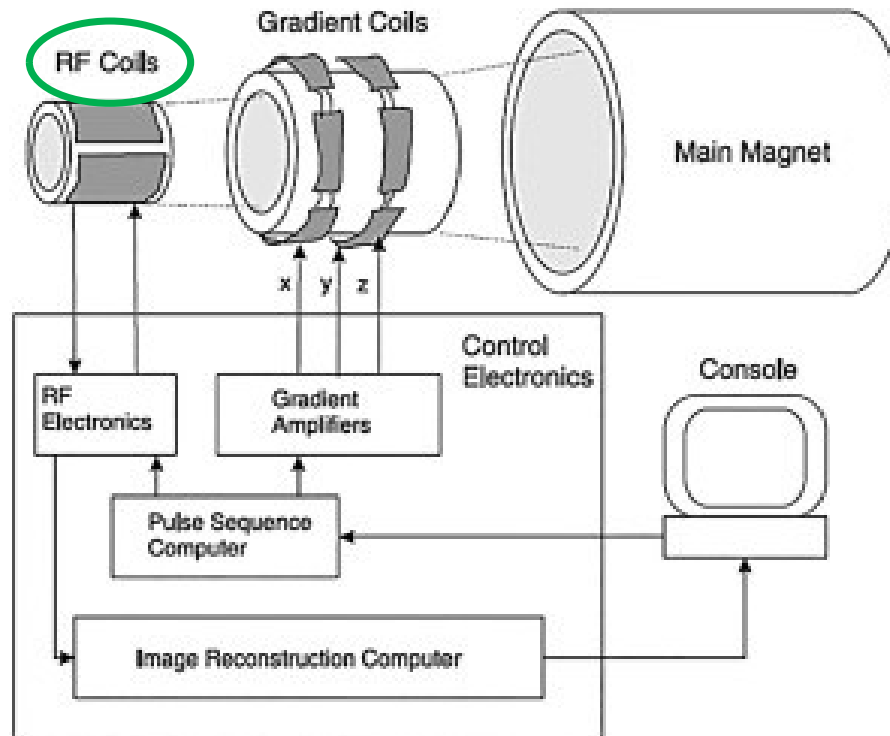 Gradient Coils
RF Coils
Main Magnet
x y z
Control
Electronics
Console
RF
Electronics
Gradient
Amplifiers
Pulse Sequence
Computer
Image Reconstruction Computer